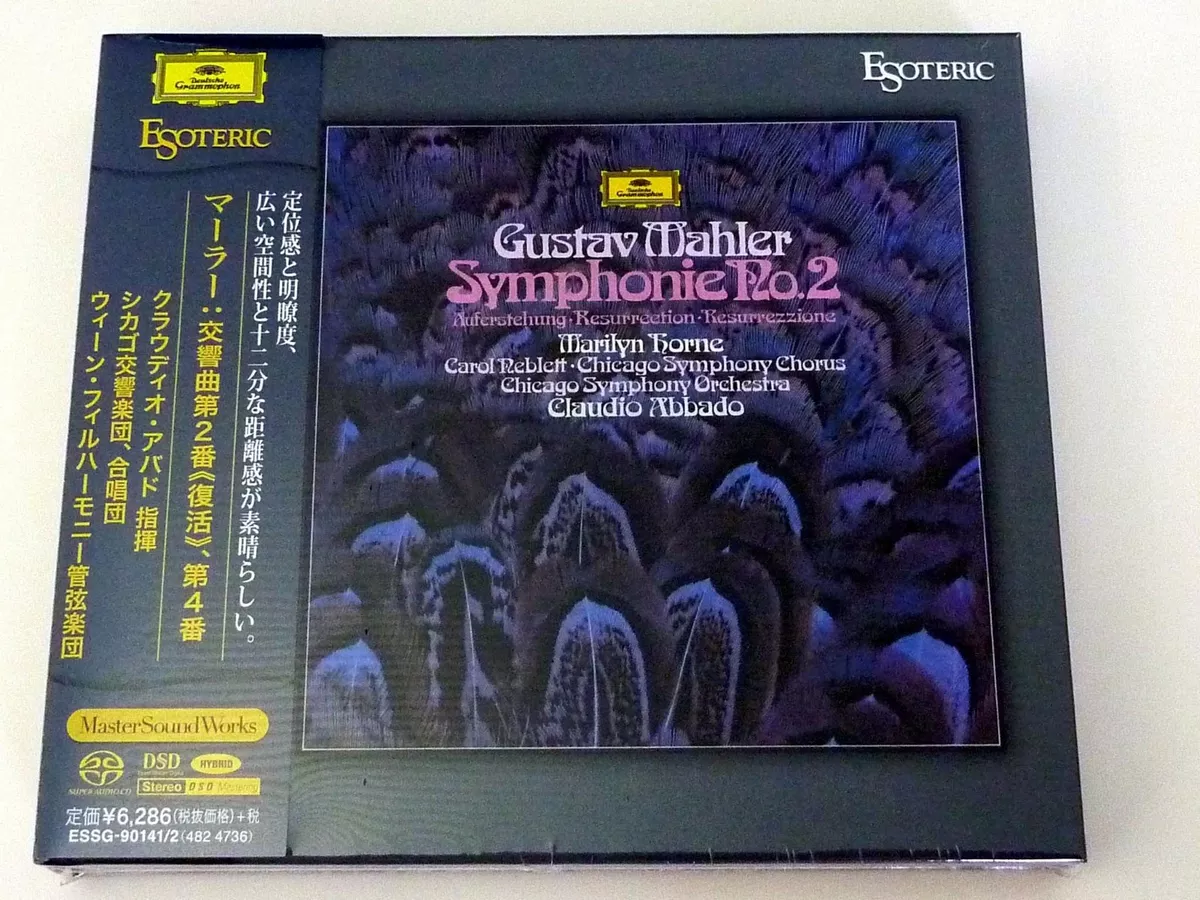 Deutsche
Grammophon
ESOTERIC
定位感と明瞭度、
広い空間性と十二分な距離感が素晴らしい。
マーラー:交響曲第2番《復活》、第4番
クラウディオ・アバド 指揮
シカゴ交響楽団、合唱団
ウィーン・フィルハーモニー管弦楽団
MasterSoundWorks
SUPER AUDIO CD
DSD
Direct Stream Digital
HYBRID
Stereo DSD Mastering
定価¥6,286(税抜価格)+税
ESSG-90141/2(482 4736)
ESOTERIC
Deutsche
Grammophon
Gustav Mahler
Symphonie No.2
Auferstehung·Resurrection·Resurrezzione
Marilyn Horne
Carol Neblett·Chicago Symphony Chorus
Chicago Symphony Orchestra
Claudio Abbado